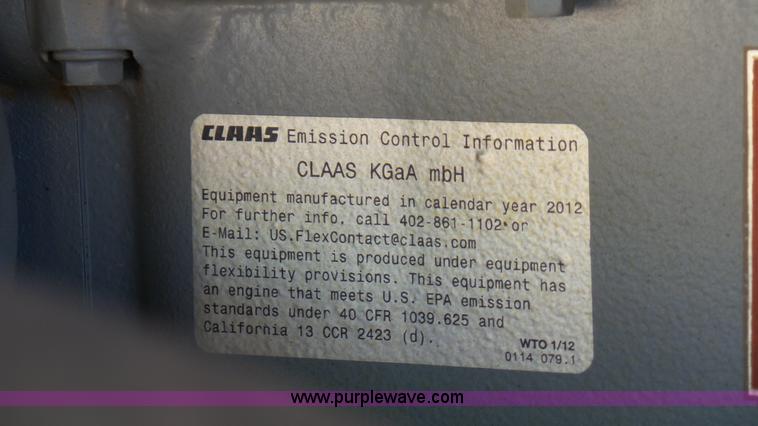 CLAAS Emission Control Information
CLAAS KGaA mbH
Equipment manufactured in calendar year 2012
For further info. call 402-861-1102 or
E-Mail: US.FlexContact@claas.com
This equipment is produced under equipment
flexibility provisions. This equipment has
an engine that meets U.S. EPA emission
standards under 40 CFR 1039.625 and
California 13 CCR 2423 (d).
WTO 1/12
0114 079.1
www.purplewave.com